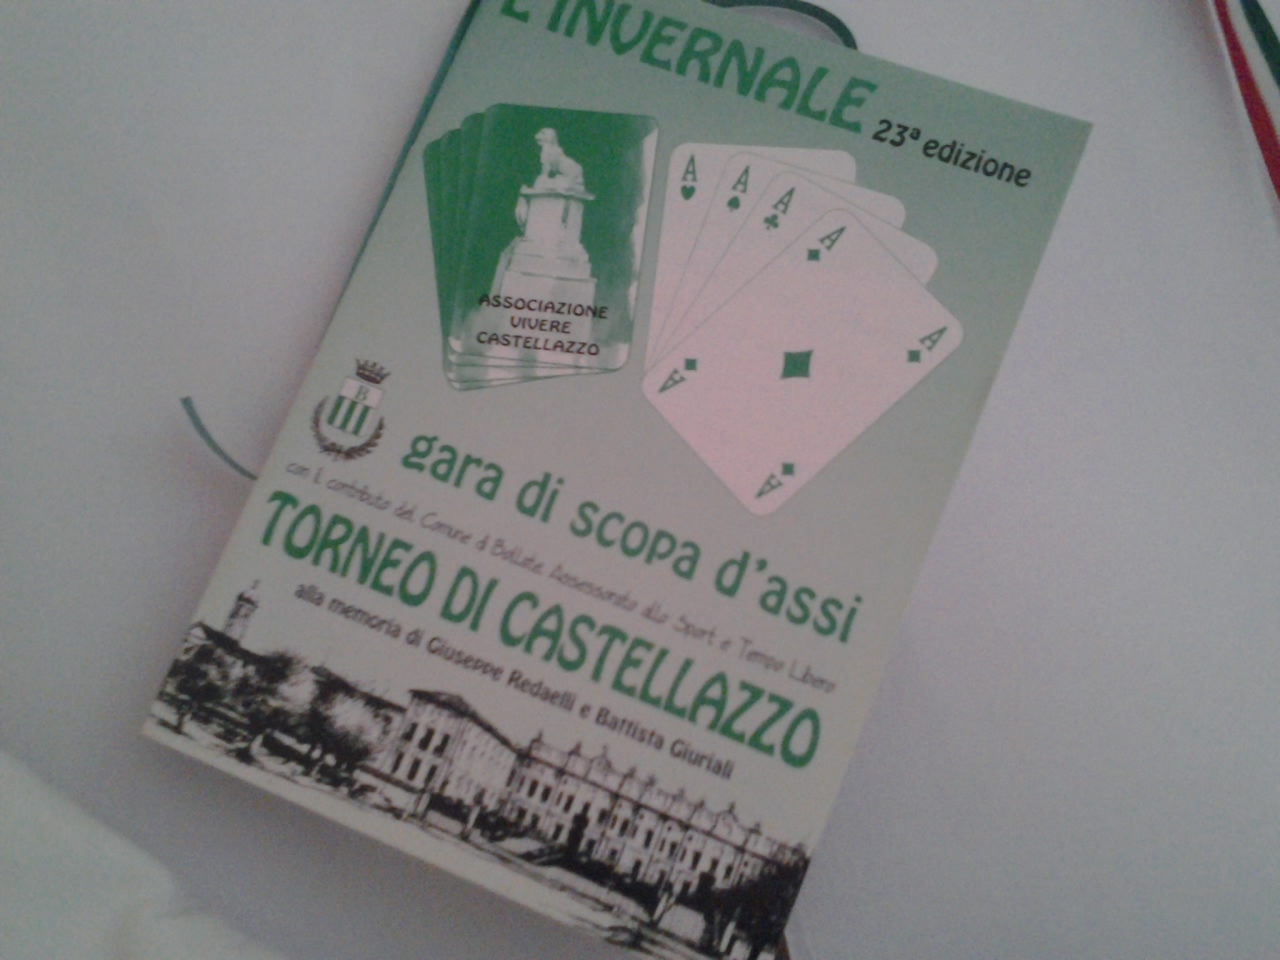 L'INVERNALE
23ª edizione
A
A
A
A
A
A
A
ASSOCIAZIONE
VIVERE
CASTELLAZZO
B
gara di scopa d'assi
con il contributo del Comune di Bollate Assessorato allo Sport e Tempo Libero
TORNEO DI CASTELLAZZO
alla memoria di Giuseppe Redaelli e Battista Giuriali